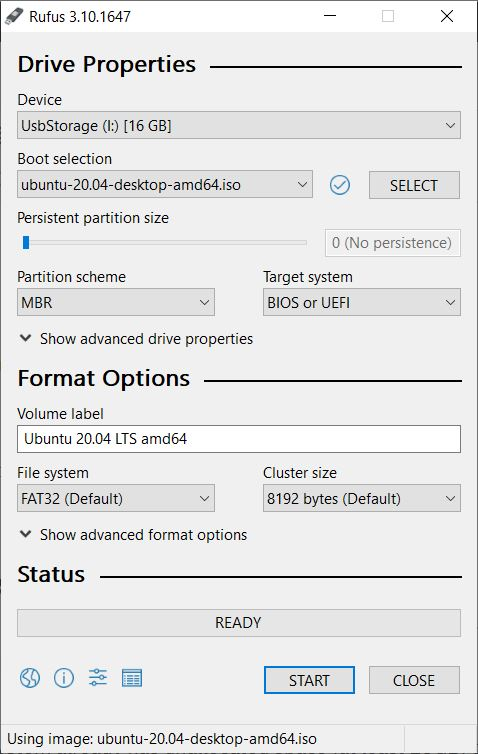 Rufus 3.10.1647
Drive Properties
Device
UsbStorage (I:) [16 GB]
Boot selection
ubuntu-20.04-desktop-amd64.iso
SELECT
Persistent partition size
0 (No persistence)
Partition scheme Target system
MBR BIOS or UEFI
Show advanced drive properties
Format Options
Volume label
Ubuntu 20.04 LTS amd64
File system Cluster size
FAT32 (Default) 8192 bytes (Default)
Show advanced format options
Status
READY
START CLOSE
Using image: ubuntu-20.04-desktop-amd64.iso